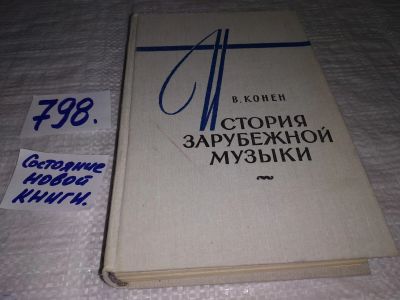 798.
Состояние
новой
книги.
В. КОНЕН
ИСТОРИЯ
ЗАРУБЕЖНОЙ
МУЗЫКИ